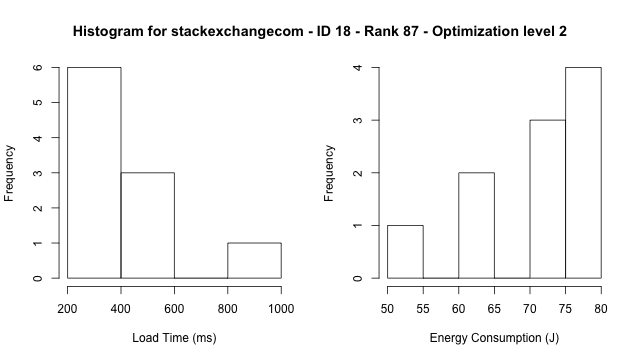 Histogram for stackexchangecom - ID 18 - Rank 87 - Optimization level 2
Frequency
6
5
4
3
2
1
0
200 400 600 800 1000
Load Time (ms)
Frequency
4
3
2
1
0
50 55 60 65 70 75 80
Energy Consumption (J)